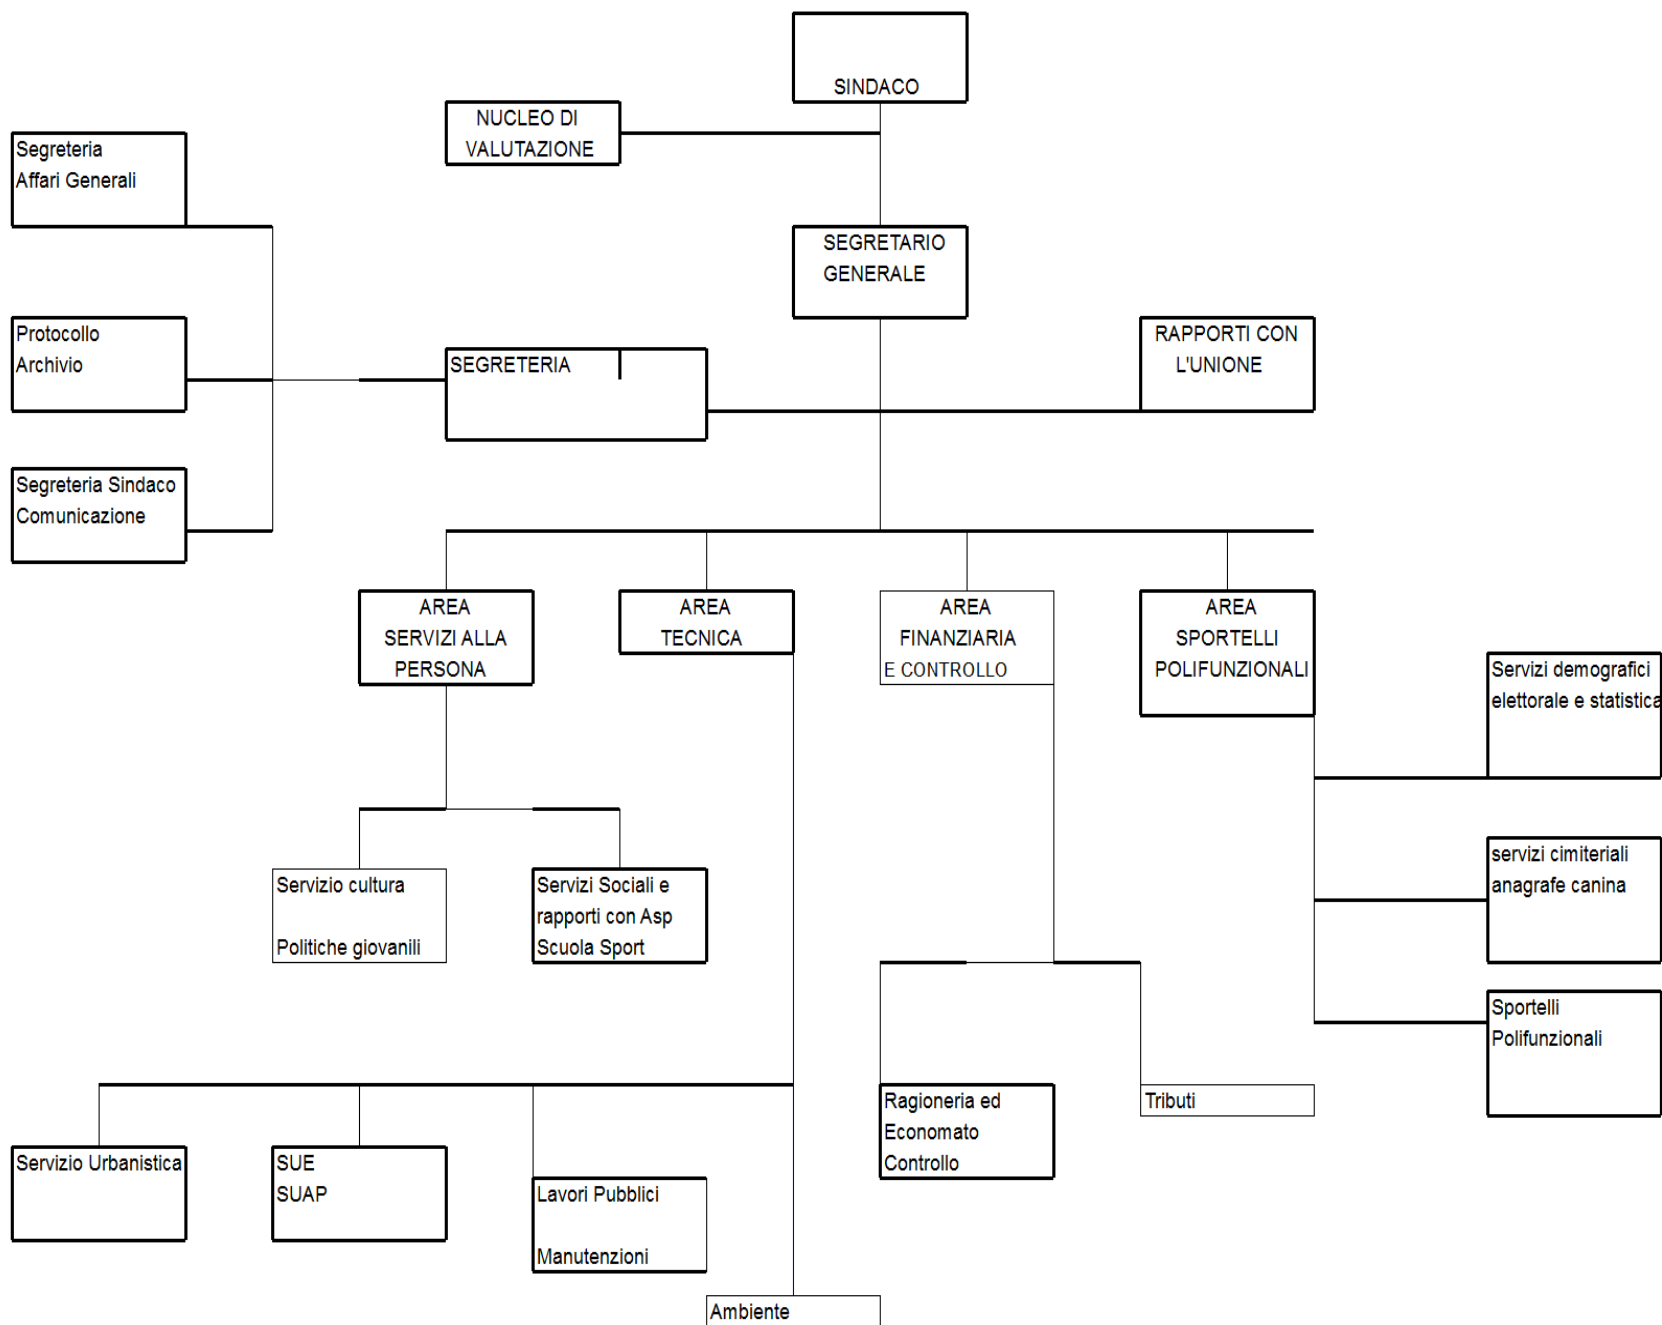 SINDACO
NUCLEO DI
VALUTAZIONE
Segreteria
Affari Generali
SEGRETARIO
GENERALE
Protocollo
Archivio
SEGRETERIA
RAPPORTI CON
L'UNIONE
Segreteria Sindaco
Comunicazione
AREA
SERVIZI ALLA
PERSONA
AREA
TECNICA
AREA
FINANZIARIA
E CONTROLLO
AREA
SPORTELLI
POLIFUNZIONALI
Servizi demografici
elettorale e statistica
servizi cimiteriali
anagrafe canina
Sportelli
Polifunzionali
Servizio cultura
Politiche giovanili
Servizi Sociali e
rapporti con Asp
Scuola Sport
Ragioneria ed
Economato
Controllo
Tributi
Servizio Urbanistica
SUE
SUAP
Lavori Pubblici
Manutenzioni
Ambiente